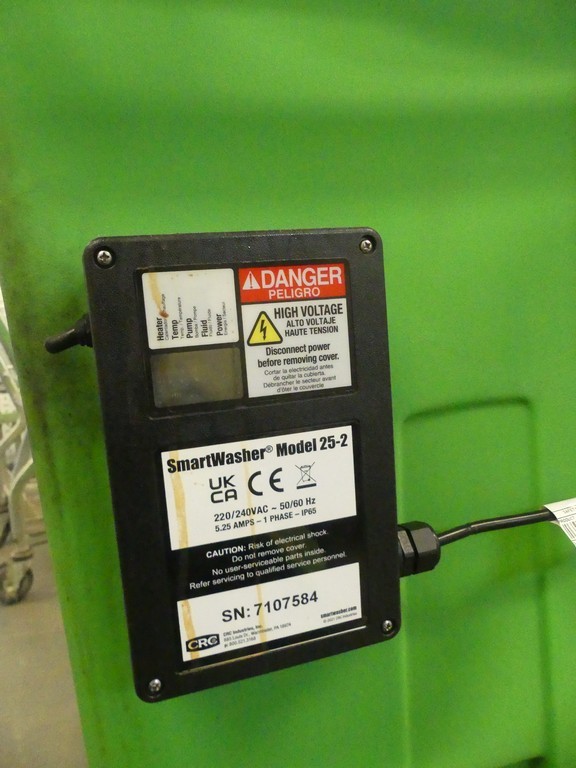 Heater
Temp
Pump
Fluid
Power
DANGER
PELIGRO
HIGH VOLTAGE
ALTO VOLTAJE
HAUTE TENSION
Disconnect power
before removing cover.
Cortar la electricidad antes
de quitar la cubierta.
Débrancher le secteur avant
d'ôter le couvercle
SmartWasher® Model 25-2
UK
CA
CE
220/240VAC ~ 50/60 Hz
5.25 AMPS - 1 PHASE - IP65
CAUTION: Risk of electrical shock.
Do not remove cover.
No user-serviceable parts inside.
Refer servicing to qualified service personnel.
SN: 7107584
CRC
CRC Industries, Inc.
smartwasher.com